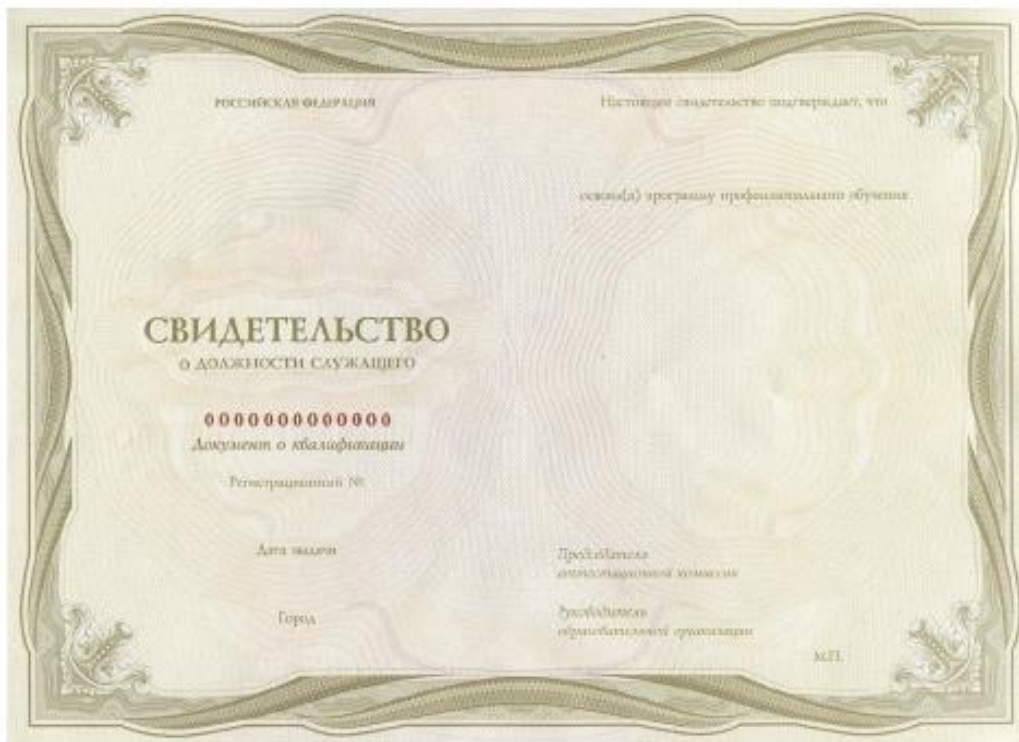 РОССИЙСКАЯ ФЕДЕРАЦИЯ
СВИДЕТЕЛЬСТВО
О ДОЛЖНОСТИ СЛУЖАЩЕГО
0000000000000
Документ о квалификации
Регистрационный №
Дата выдачи
Город
Настоящее свидетельство подтверждает, что
освоил(а) программу профессионального обучения
Председатель
аттестационной комиссии
Руководитель
образовательной организации
М.П.